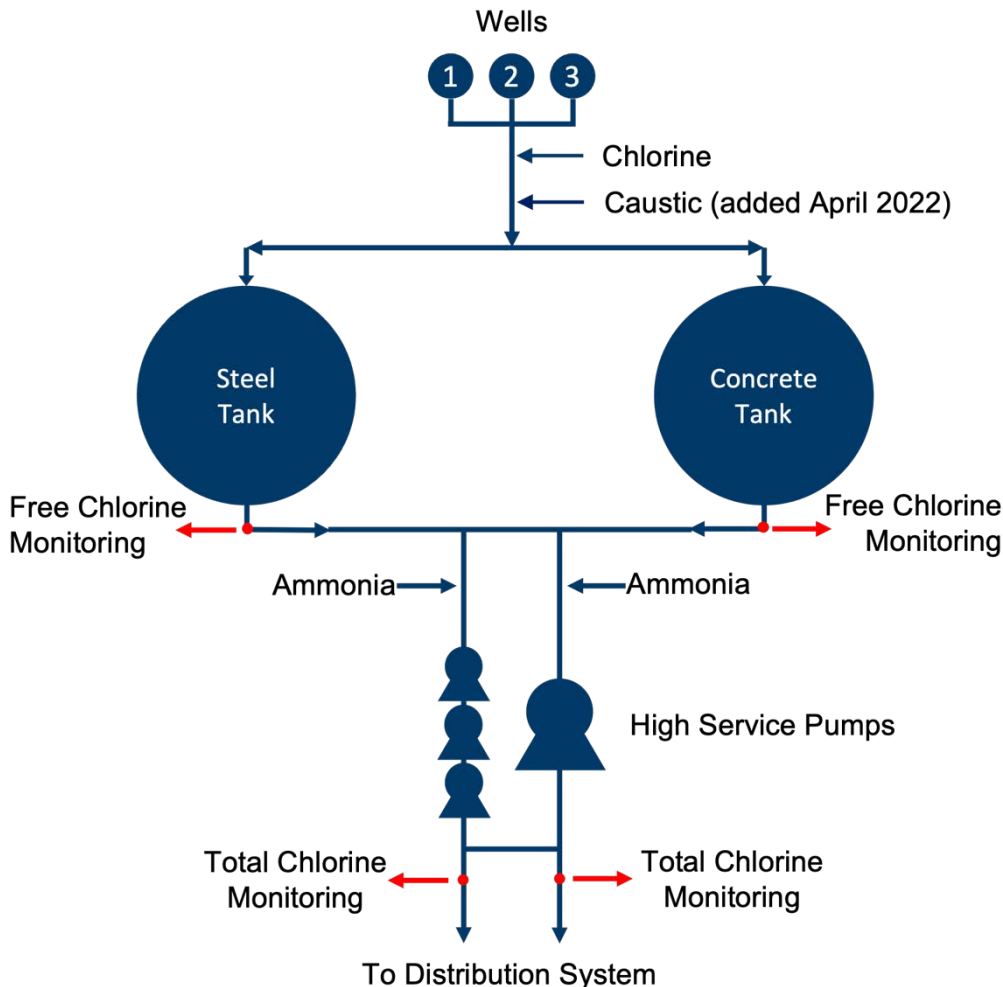 Wells
1 2 3
Chlorine
Caustic (added April 2022)
Steel
Tank
Concrete
Tank
Free Chlorine
Monitoring
Free Chlorine
Monitoring
Ammonia
Ammonia
High Service Pumps
Total Chlorine
Monitoring
Total Chlorine
Monitoring
To Distribution System